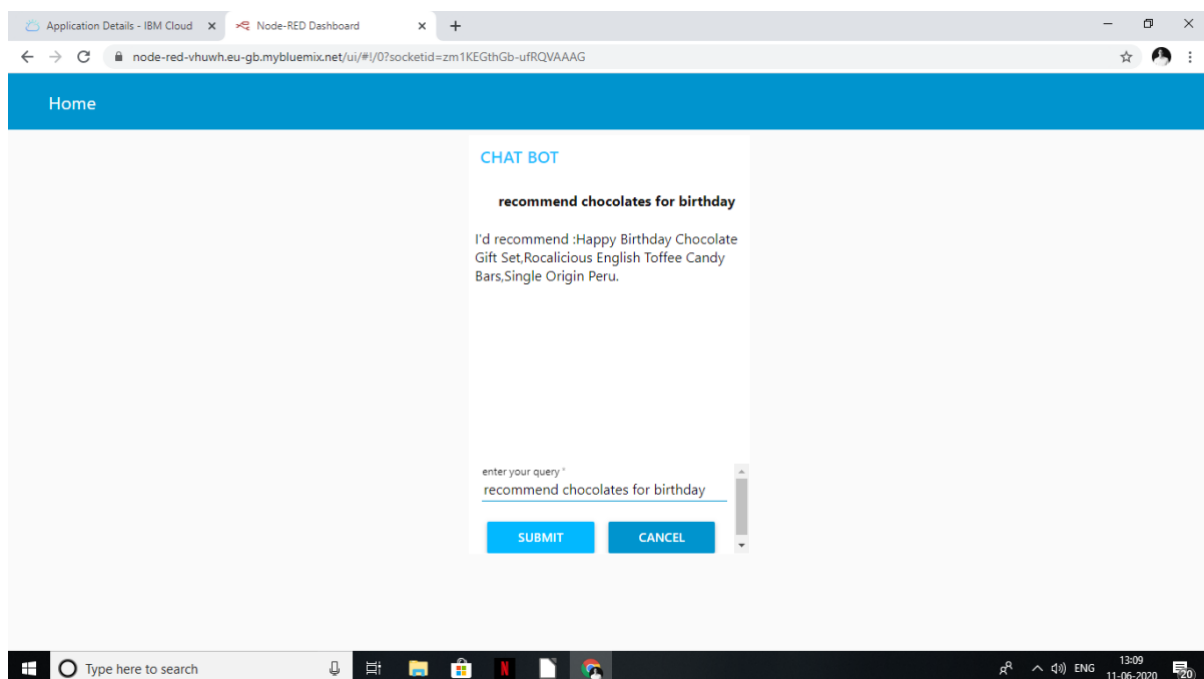 Application Details - IBM Cloud
Node-RED Dashboard
node-red-vhuwh.eu-gb.mybluemix.net/ui/#!/0?socketid=zm1KEGthGb-ufRQVAAAG
Home
CHAT BOT
recommend chocolates for birthday
I'd recommend :Happy Birthday Chocolate
Gift Set,Rocalicious English Toffee Candy
Bars,Single Origin Peru.
enter your query *
recommend chocolates for birthday
SUBMIT CANCEL
Type here to search
N
ENG
13:09
11-06-2020
20